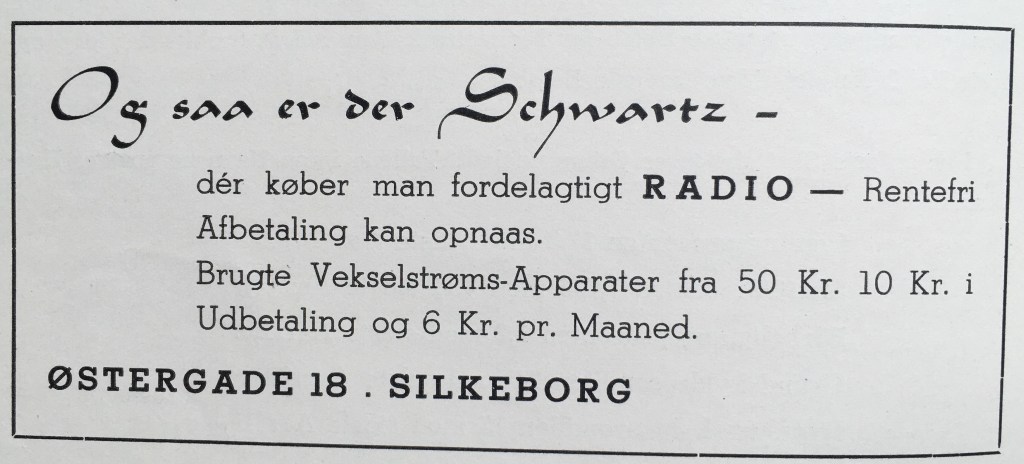 Og saa er der Schwartz –
dér køber man fordelagtigt RADIO — Rentefri
Afbetaling kan opnaas.
Brugte Vekselstrøms-Apparater fra 50 Kr. 10 Kr. i
Udbetaling og 6 Kr. pr. Maaned.
ØSTERGADE 18 . SILKEBORG